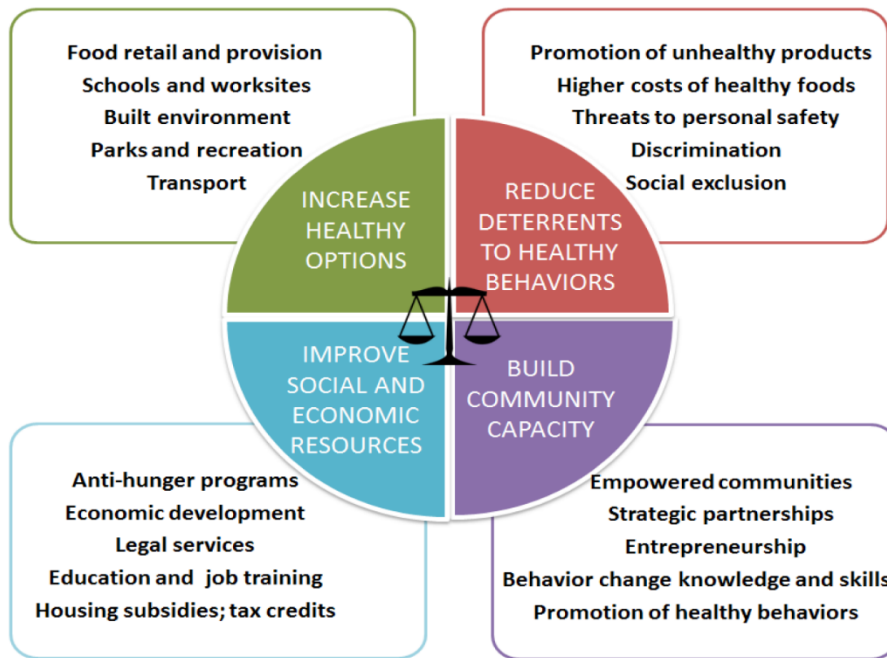 Food retail and provision
Schools and worksites
Built environment
Parks and recreation
Transport
INCREASE
HEALTHY
OPTIONS
Promotion of unhealthy products
Higher costs of healthy foods
Threats to personal safety
Discrimination
Social exclusion
REDUCE
DETERRENTS
TO HEALTHY
BEHAVIORS
IMPROVE
SOCIAL AND
ECONOMIC
RESOURCES
Anti-hunger programs
Economic development
Legal services
Education and job training
Housing subsidies; tax credits
BUILD
COMMUNITY
CAPACITY
Empowered communities
Strategic partnerships
Entrepreneurship
Behavior change knowledge and skills
Promotion of healthy behaviors